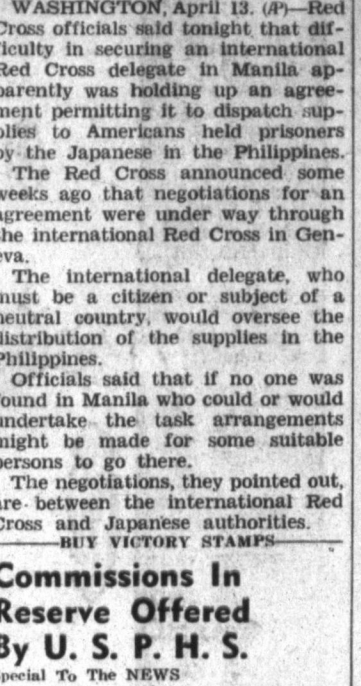 WASHINGTON, April 13. (AP)—Red
Cross officials said tonight that dif-
ficulty in securing an international
Red Cross delegate in Manila ap-
parently was holding up an agree-
ment permitting it to dispatch sup-
plies to Americans held prisoners
by the Japanese in the Philippines.
The Red Cross announced some
weeks ago that negotiations for an
agreement were under way through
the international Red Cross in Gen-
eva.
The international delegate, who
must be a citizen or subject of a
neutral country, would oversee the
distribution of the supplies in the
Philippines.
Officials said that if no one was
found in Manila who could or would
undertake the task arrangements
might be made for some suitable
persons to go there.
The negotiations, they pointed out,
are between the international Red
Cross and Japanese authorities.
BUY VICTORY STAMPS
Commissions In
Reserve Offered
By U. S. P. H. S.
Special To The NEWS